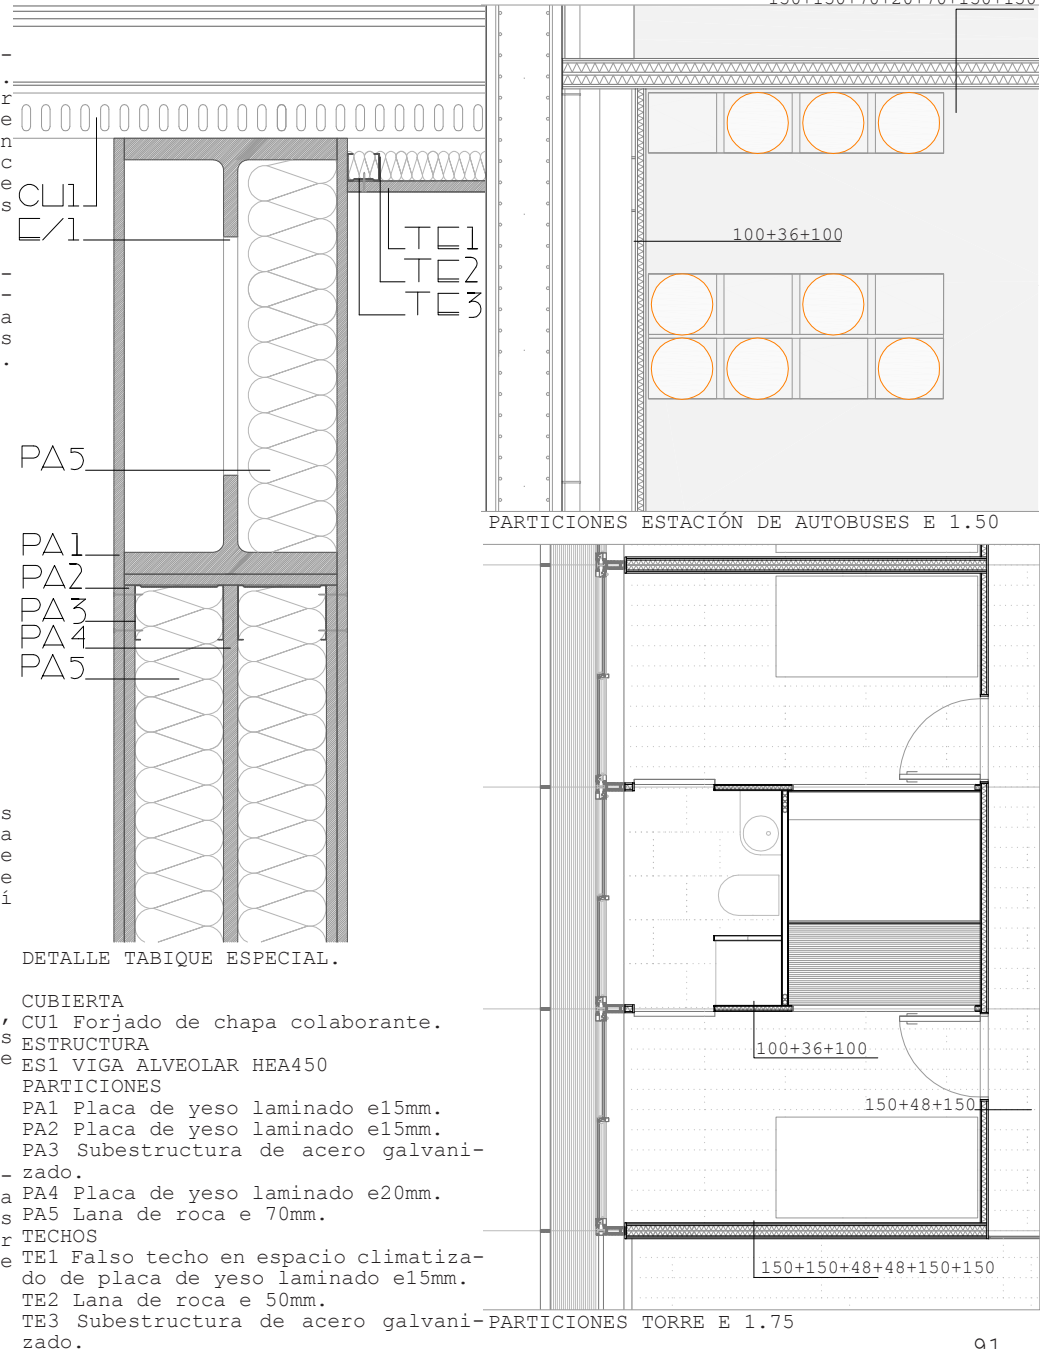 CU1
E/1
TE1
TE2
TE3
PA5
PA1
PA2
PA3
PA4
PA5
100+36+100
PARTICIONES ESTACIÓN DE AUTOBUSES E 1.50
100+36+100
150+48+150
150+150+48+48+150+150
PARTICIONES TORRE E 1.75
DETALLE TABIQUE ESPECIAL.
CUBIERTA
CU1 Forjado de chapa colaborante.
ESTRUCTURA
ES1 VIGA ALVEOLAR HEA450
PARTICIONES
PA1 Placa de yeso laminado e15mm.
PA2 Placa de yeso laminado e15mm.
PA3 Subestructura de acero galvani-
zado.
PA4 Placa de yeso laminado e20mm.
PA5 Lana de roca e 70mm.
TECHOS
TE1 Falso techo en espacio climatiza-
do de placa de yeso laminado e15mm.
TE2 Lana de roca e 50mm.
TE3 Subestructura de acero galvani-
zado.